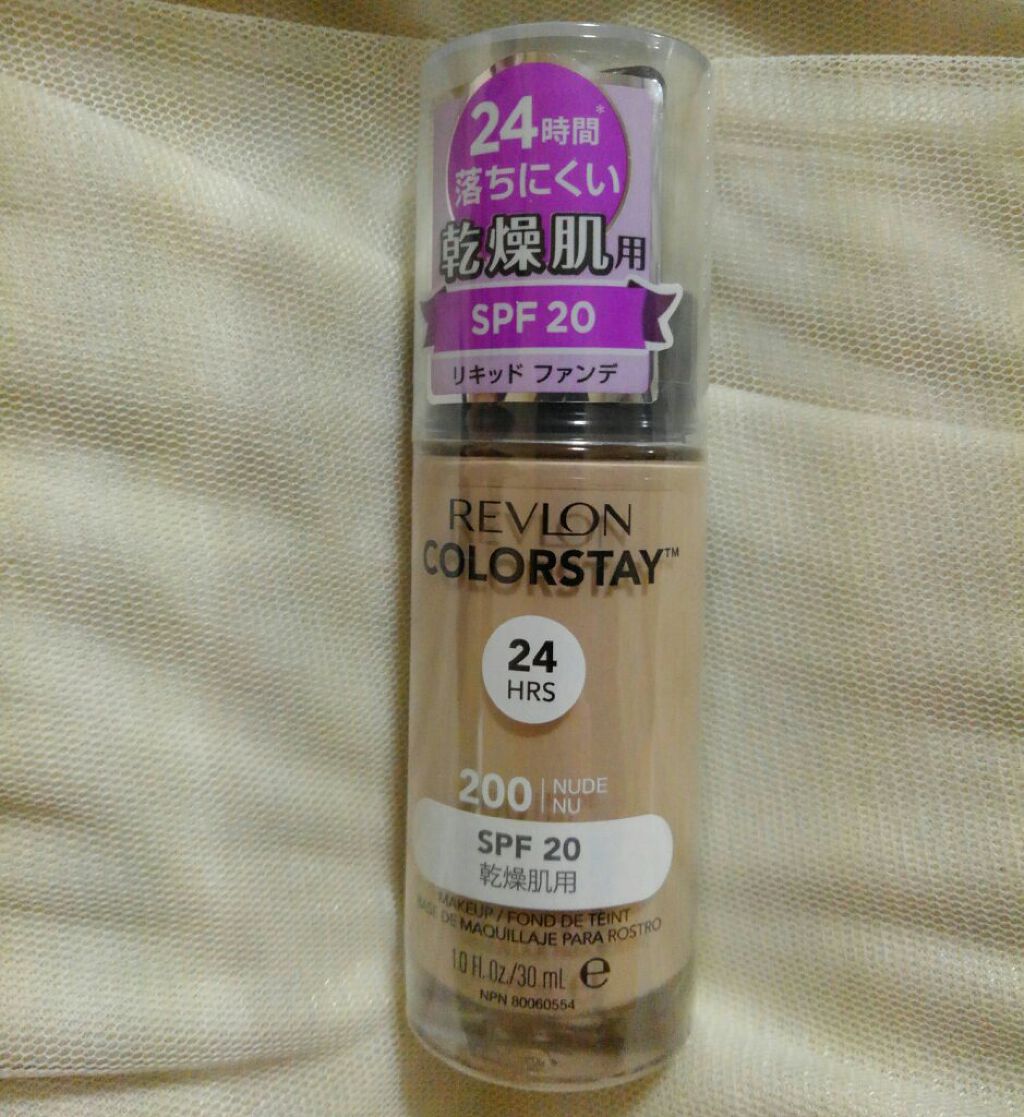 24時間*
落ちにくい
乾燥肌用
SPF 20
リキッド ファンデ
REVLON
COLORSTAY™
24
HRS
200 | NUDE
NU
SPF 20
乾燥肌用
MAKEUP / FOND DE TEINT
BASE DE MAQUILLAJE PARA ROSTRO
1.0 Fl. Oz./30 mL e
NPN 80060554